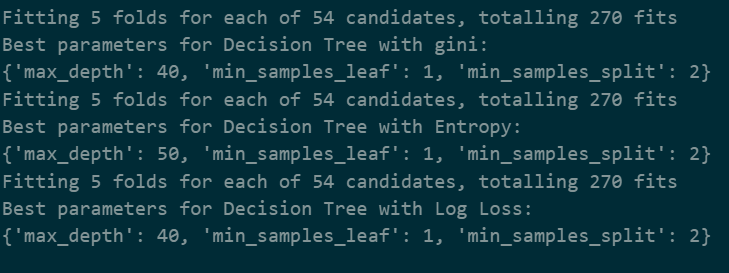 Fitting 5 folds for each of 54 candidates, totalling 270 fits
Best parameters for Decision Tree with gini:
{'max_depth': 40, 'min_samples_leaf': 1, 'min_samples_split': 2}
Fitting 5 folds for each of 54 candidates, totalling 270 fits
Best parameters for Decision Tree with Entropy:
{'max_depth': 50, 'min_samples_leaf': 1, 'min_samples_split': 2}
Fitting 5 folds for each of 54 candidates, totalling 270 fits
Best parameters for Decision Tree with Log Loss:
{'max_depth': 40, 'min_samples_leaf': 1, 'min_samples_split': 2}